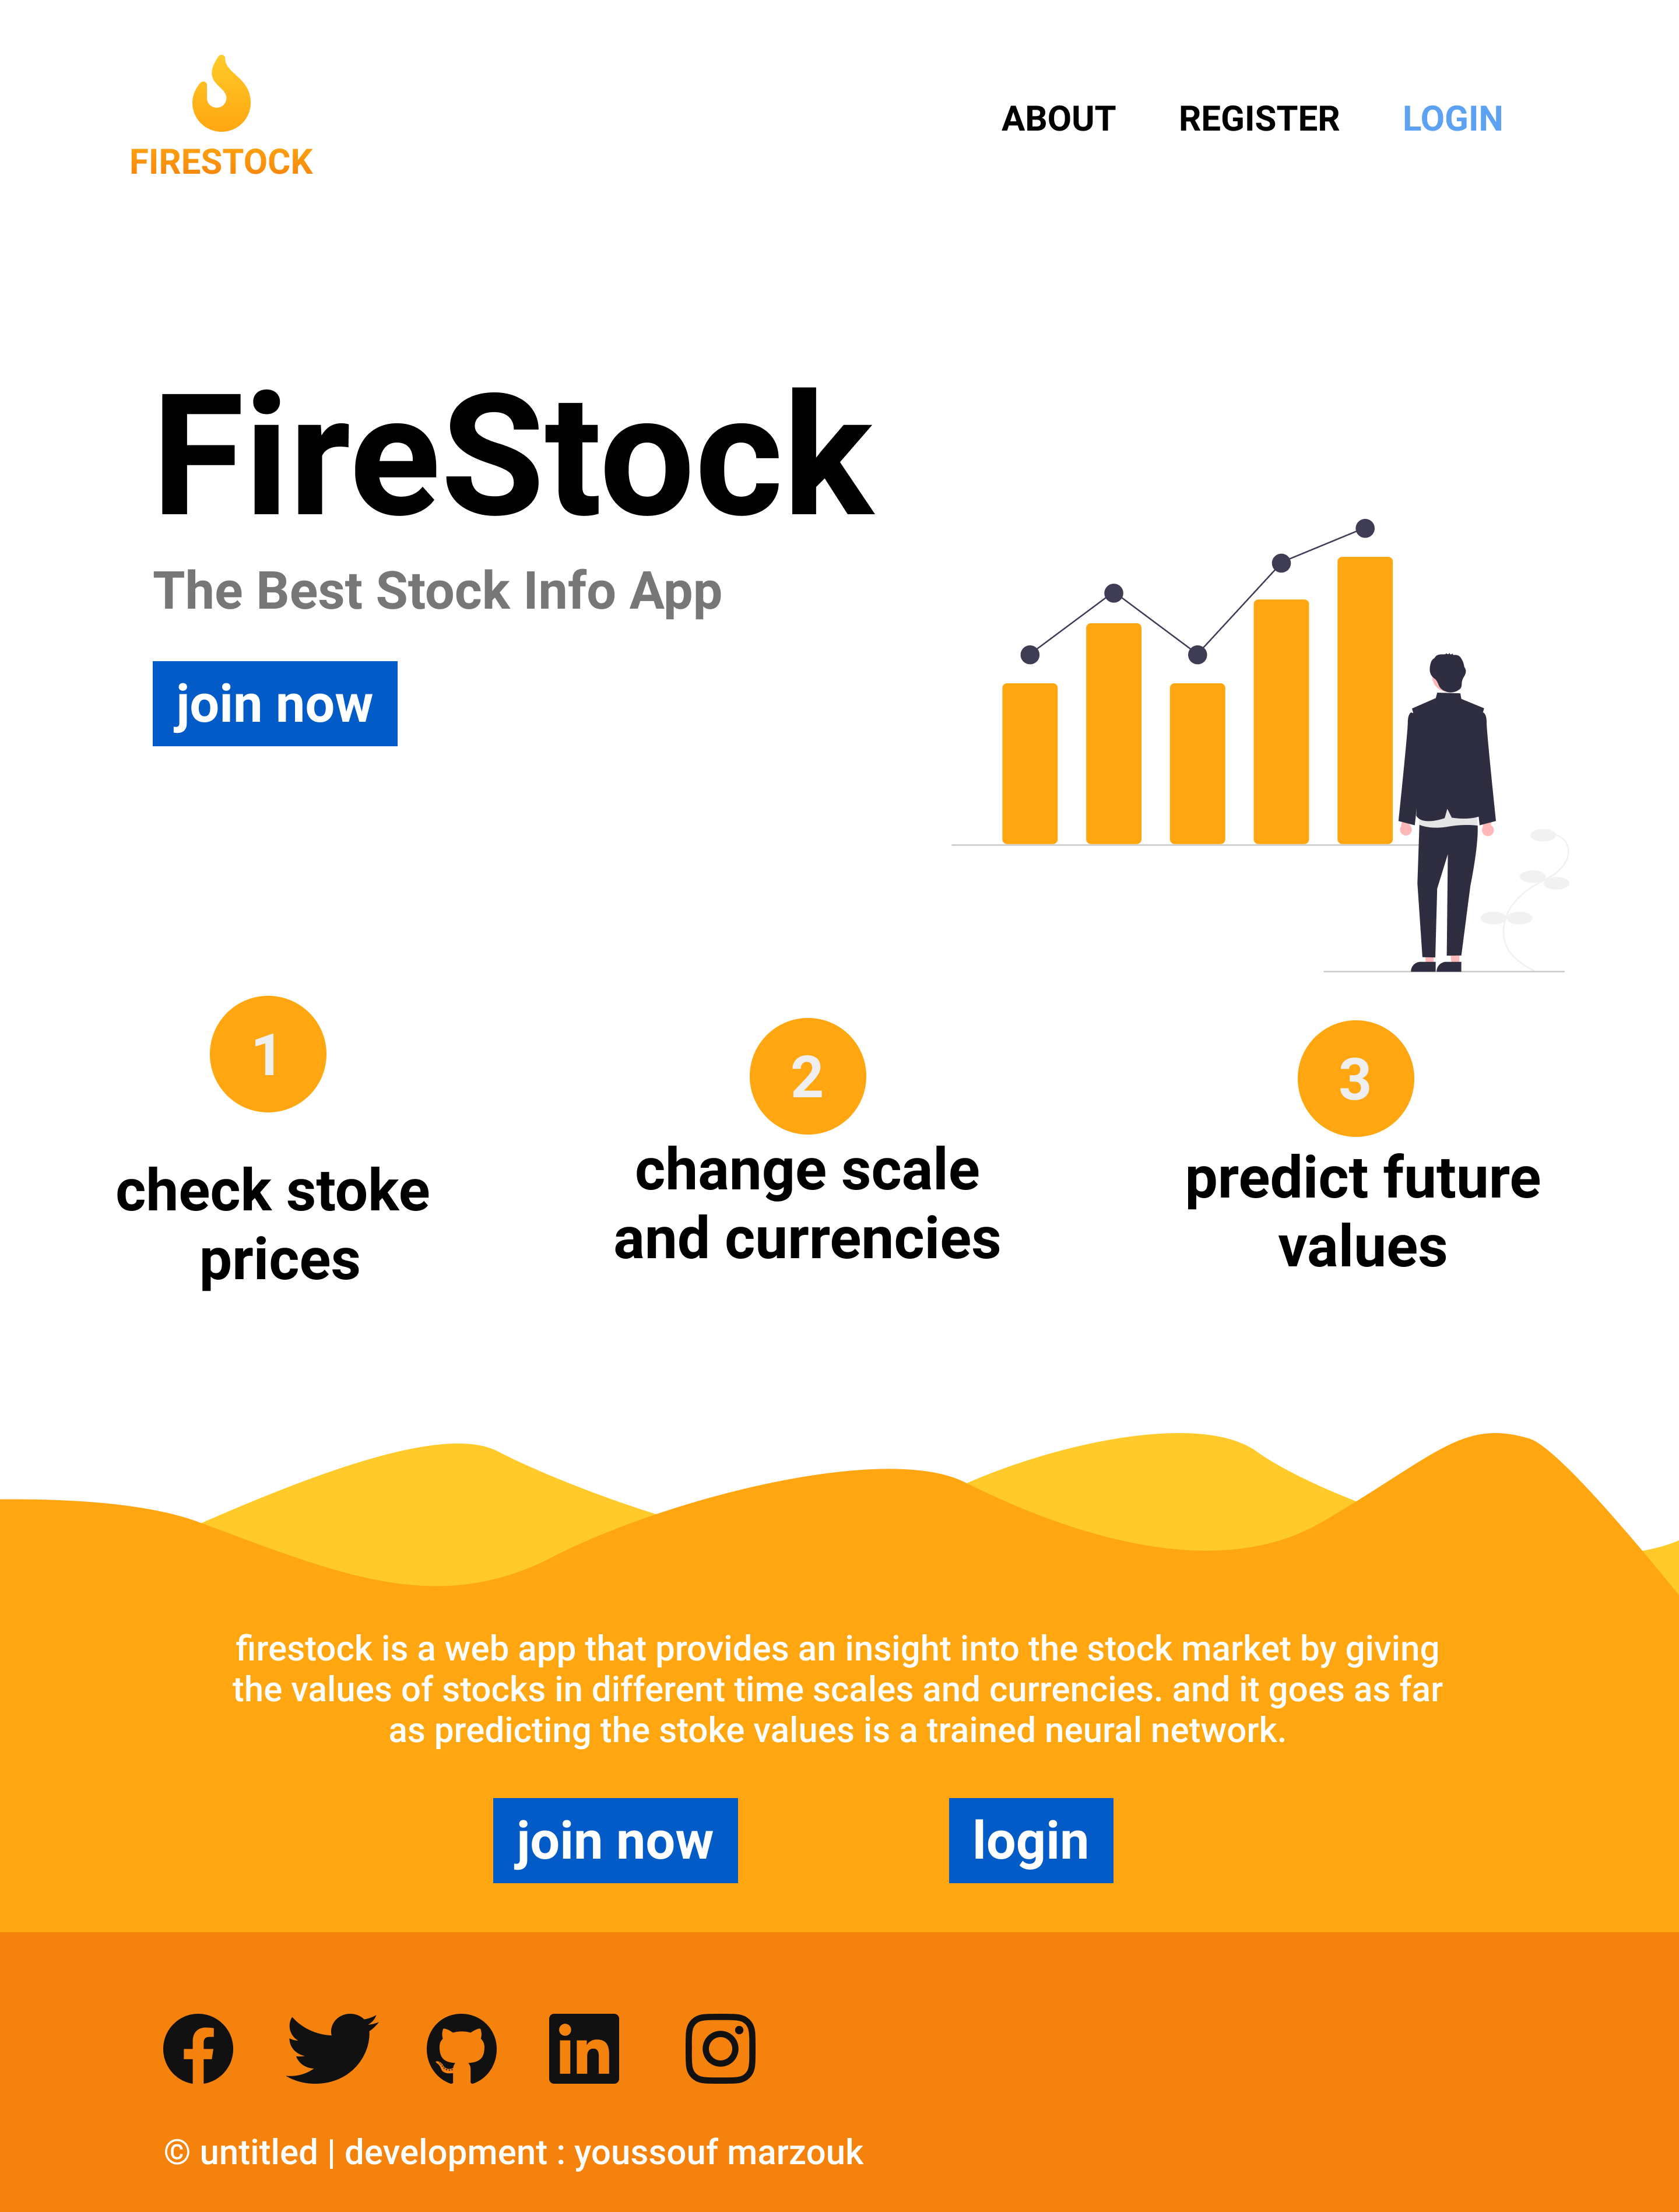 FIRESTOCK
ABOUT REGISTER LOGIN
FireStock
The Best Stock Info App
join now
1
check stoke
prices
2
change scale
and currencies
3
predict future
values
firestock is a web app that provides an insight into the stock market by giving
the values of stocks in different time scales and currencies. and it goes as far
as predicting the stoke values is a trained neural network.
join now
login
© untitled | development : youssouf marzouk